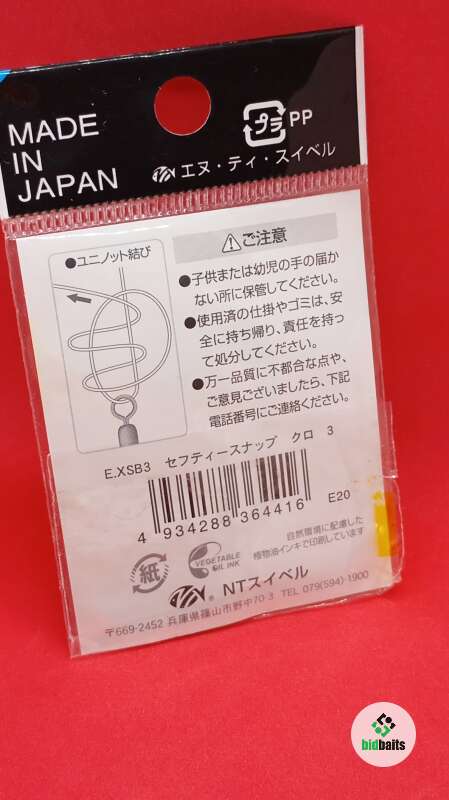 MADE
IN
JAPAN
プラ PP
エヌ・ティ・スイベル
●ユニノット結び
⚠ご注意
●子供または幼児の手の届か
ない所に保管してください。
●使用済の仕掛やゴミは、安
全に持ち帰り、責任を持っ
て処分してください。
●万一品質に不都合な点や、
ご意見ございましたら、下記
電話番号にご連絡ください。
E.XSB3 セフティースナップ クロ 3
4 934288 364416 E20
紙
VEGETABLE
OIL INK
自然環境に配慮した
植物油インキで印刷しています
® NTスイベル
〒669-2452 兵庫県篠山市野中70-3 TEL 079(594)-1900
bidbaits